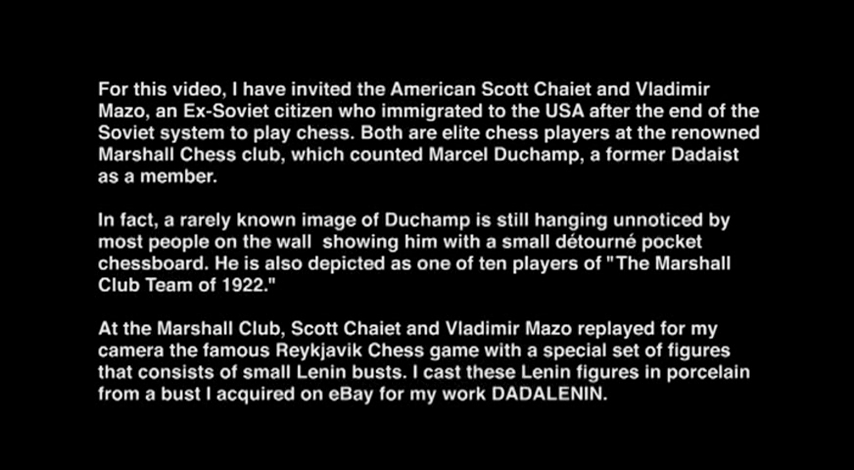 For this video, I have invited the American Scott Chaiet and Vladimir
Mazo, an Ex-Soviet citizen who immigrated to the USA after the end of the
Soviet system to play chess. Both are elite chess players at the renowned
Marshall Chess club, which counted Marcel Duchamp, a former Dadaist
as a member.
In fact, a rarely known image of Duchamp is still hanging unnoticed by
most people on the wall  showing him with a small détourné pocket
chessboard. He is also depicted as one of ten players of "The Marshall
Club Team of 1922."
At the Marshall Club, Scott Chaiet and Vladimir Mazo replayed for my
camera the famous Reykjavik Chess game with a special set of figures
that consists of small Lenin busts. I cast these Lenin figures in porcelain
from a bust I acquired on eBay for my work DADALENIN.